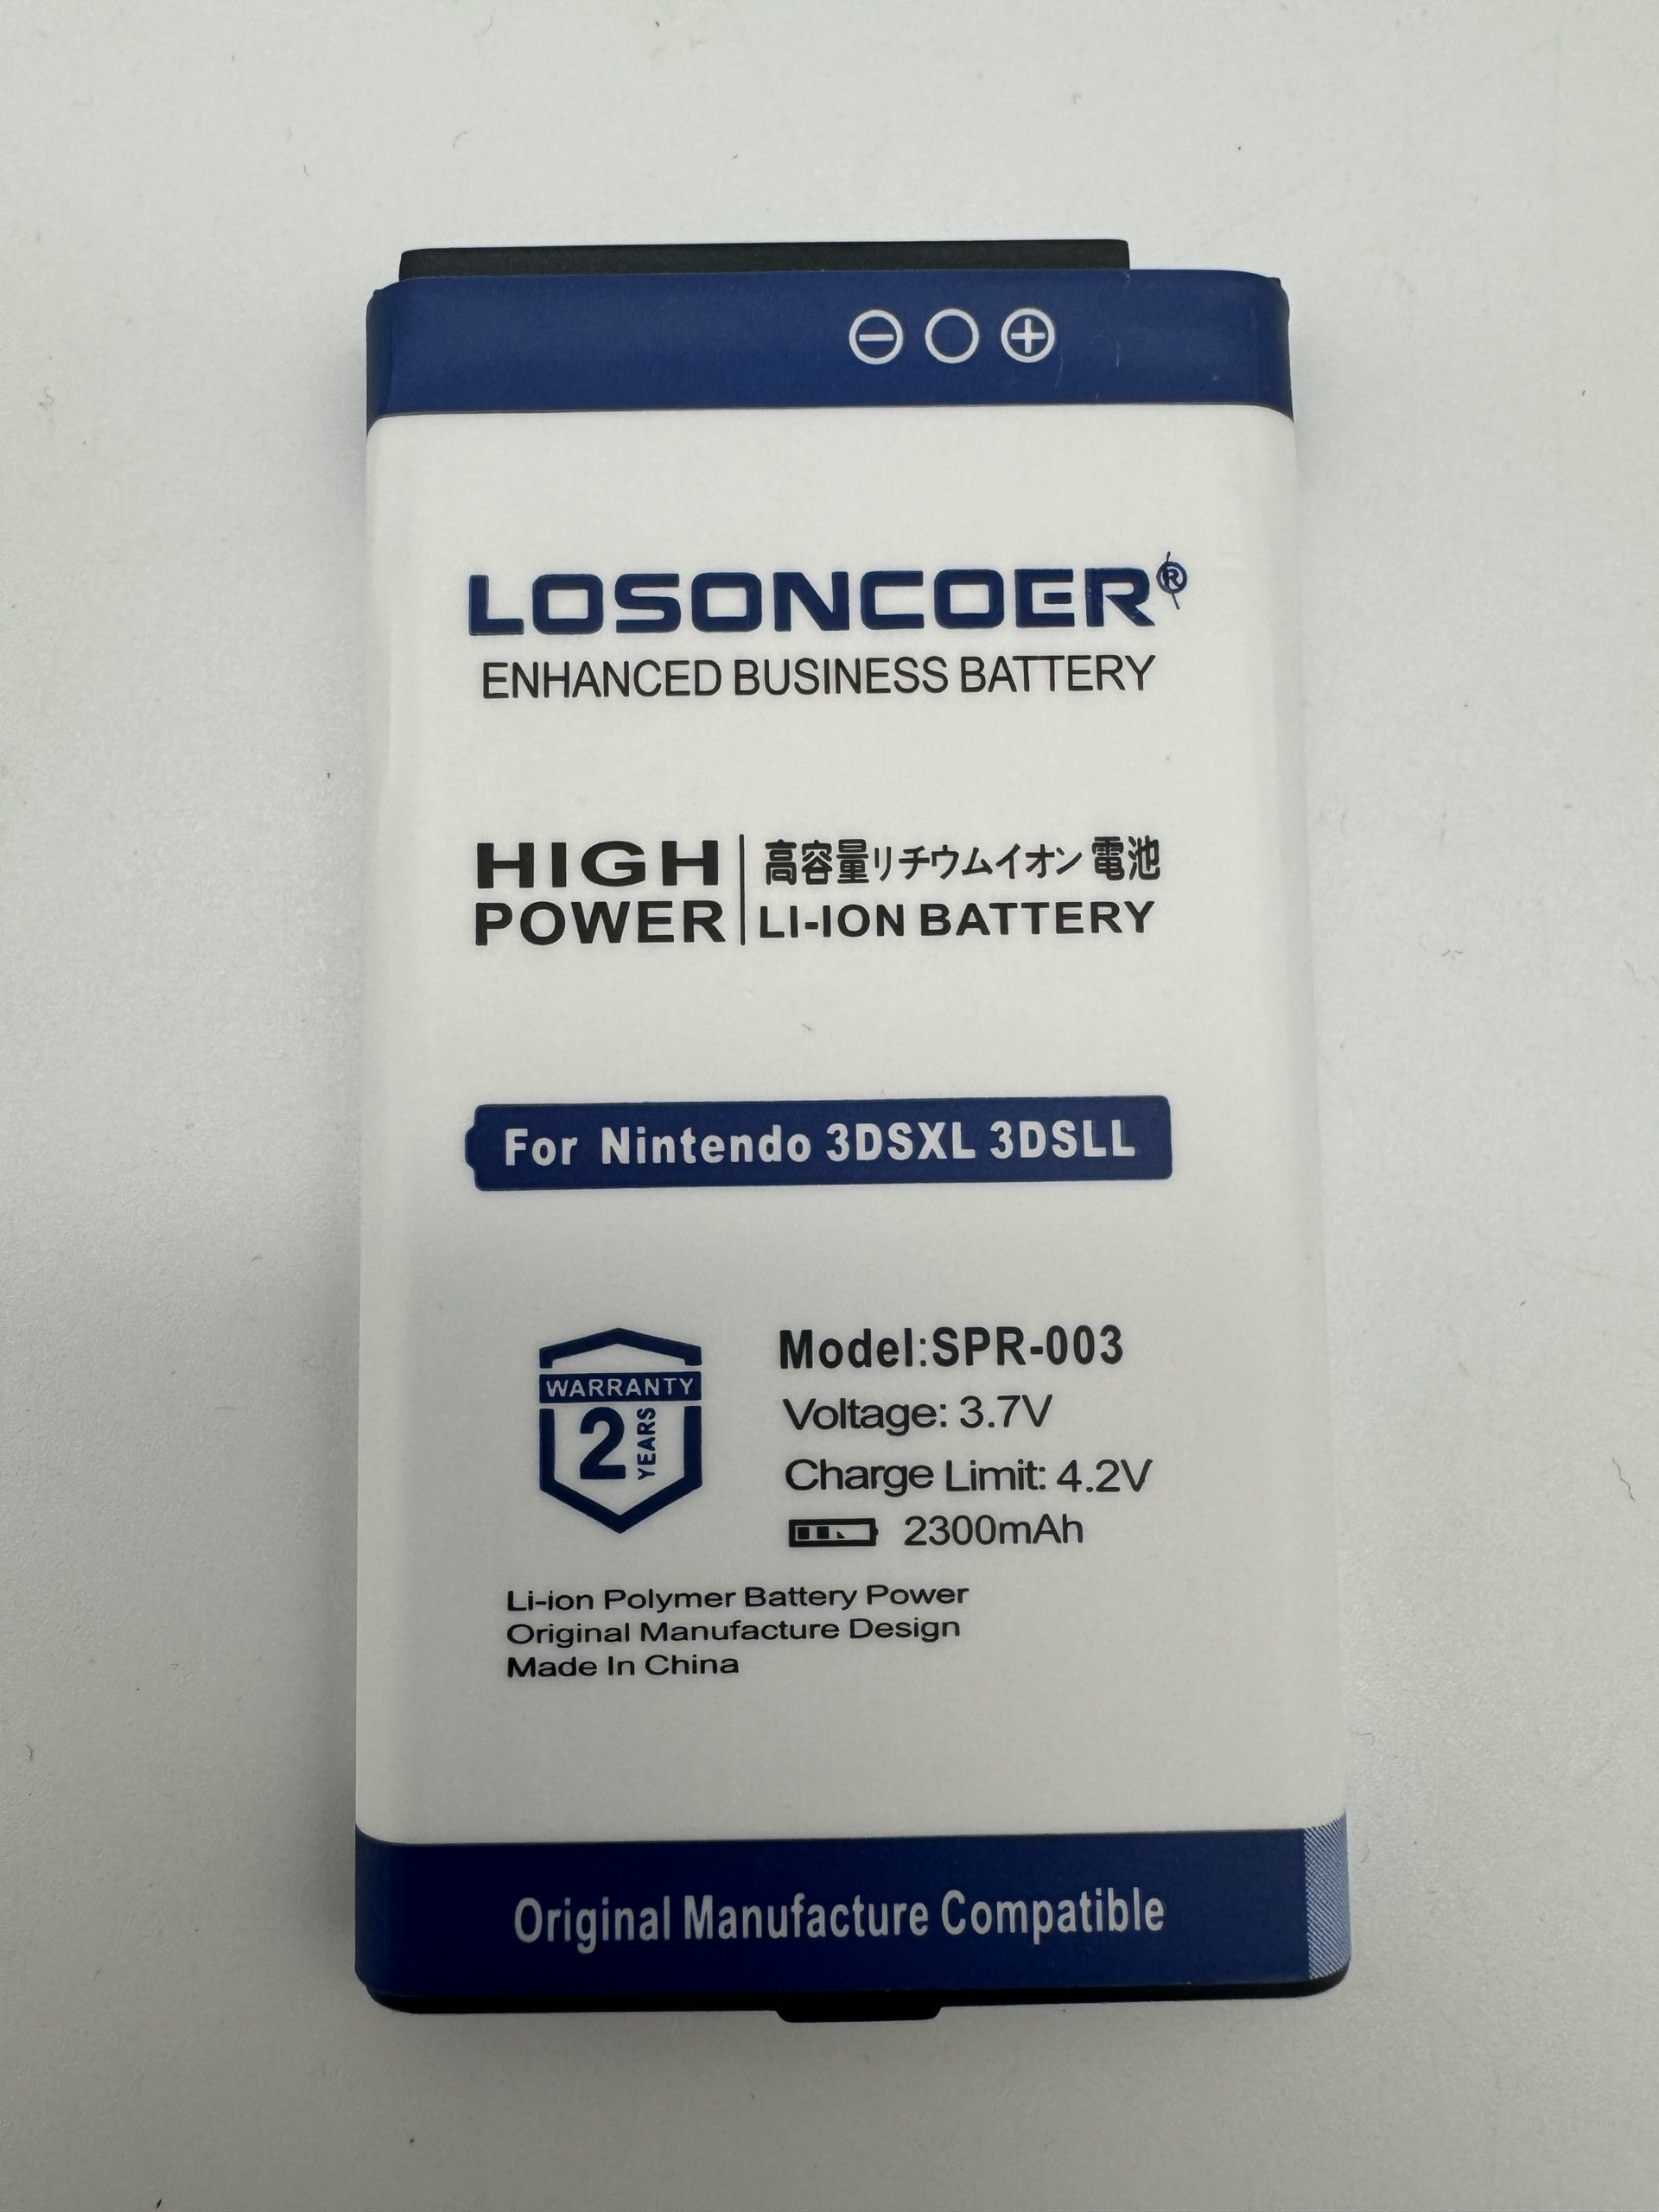 LOSONCOER®
ENHANCED BUSINESS BATTERY
HIGH POWER
高容量リチウムイオン電池
LI-ION BATTERY
For Nintendo 3DSXL 3DSLL
WARRANTY
2 YEARS
Model:SPR-003
Voltage: 3.7V
Charge Limit: 4.2V
2300mAh
Li-ion Polymer Battery Power
Original Manufacture Design
Made In China
Original Manufacture Compatible